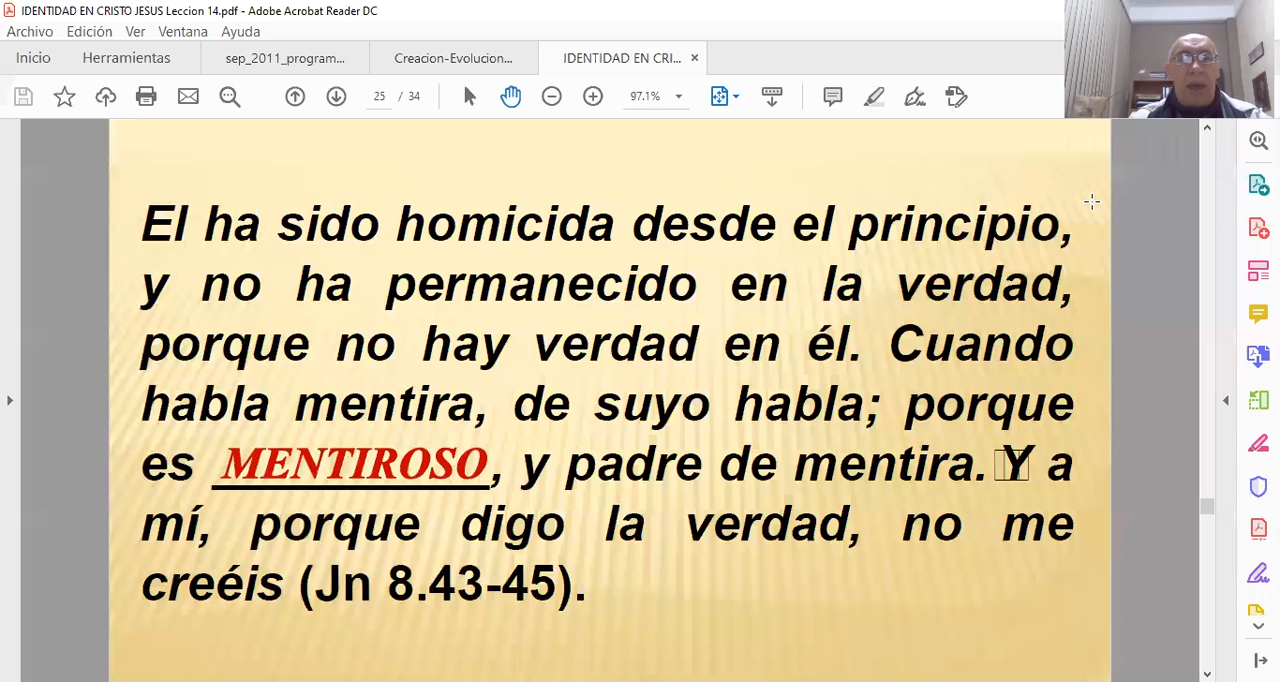 IDENTIDAD EN CRISTO JESUS Leccion 14.pdf - Adobe Acrobat Reader DC
Archivo Edición Ver Ventana Ayuda
Inicio Herramientas sep_2011_program... Creacion-Evolucion... IDENTIDAD EN CRI... ×
25 / 34 97.1%
El ha sido homicida desde el principio,
y no ha permanecido en la verdad,
porque no hay verdad en él. Cuando
habla mentira, de suyo habla; porque
es MENTIROSO, y padre de mentira. Y a
mí, porque digo la verdad, no me
creéis (Jn 8.43-45).